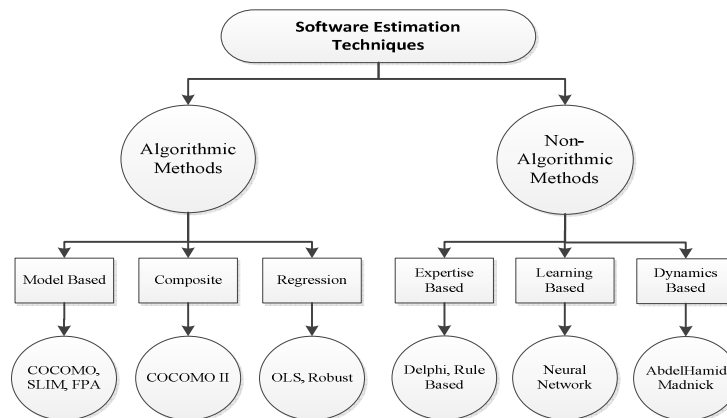 Software Estimation
Techniques
Algorithmic
Methods
Non-
Algorithmic
Methods
Model Based
Composite
Regression
Expertise
Based
Learning
Based
Dynamics
Based
COCOMO,
SLIM, FPA
COCOMO II
OLS, Robust
Delphi, Rule
Based
Neural
Network
AbdelHamid
Madnick